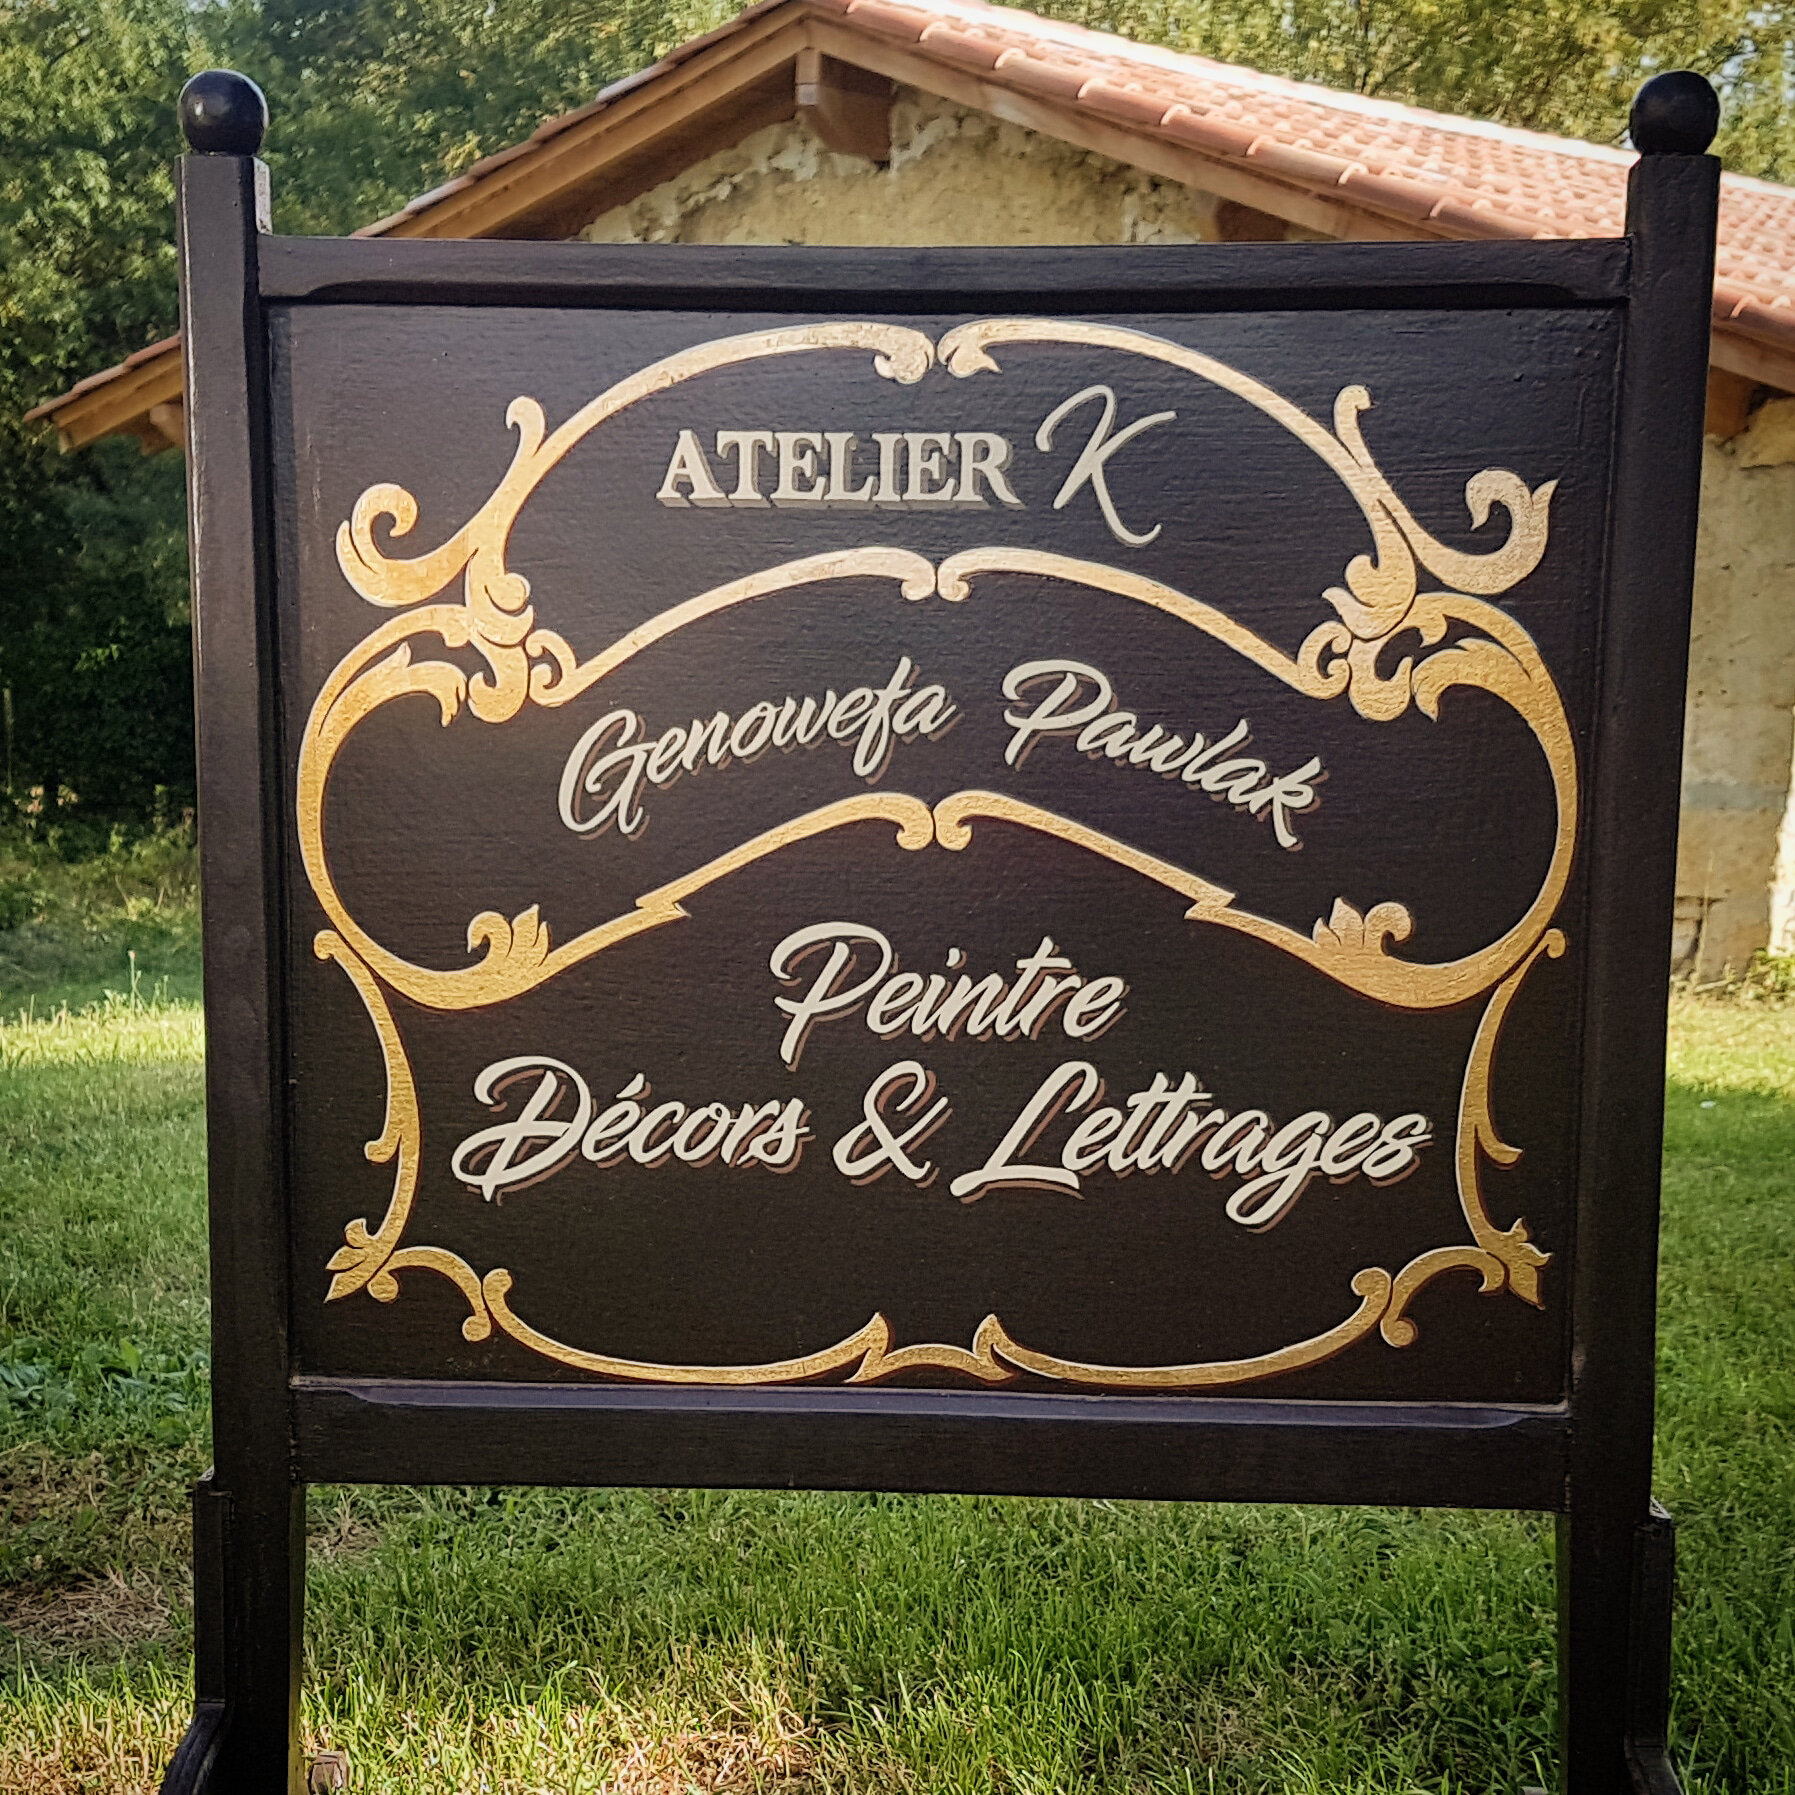 ATELIER K
Genowefa Pawlak
Peintre
Décors & Lettrages